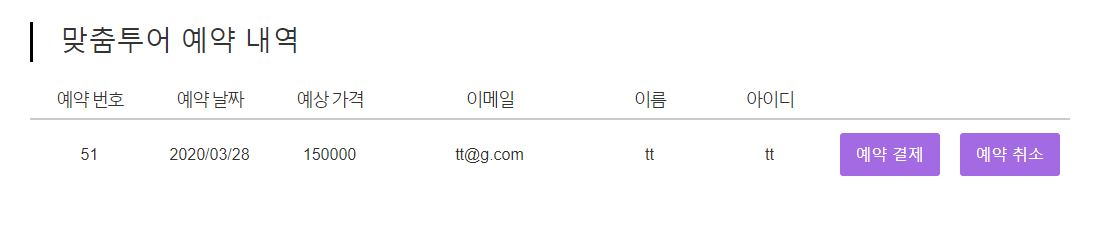 맞춤투어 예약 내역
예약 번호 예약 날짜 예상 가격 이메일 이름 아이디
51 2020/03/28 150000 tt@g.com tt tt 예약 결제 예약 취소